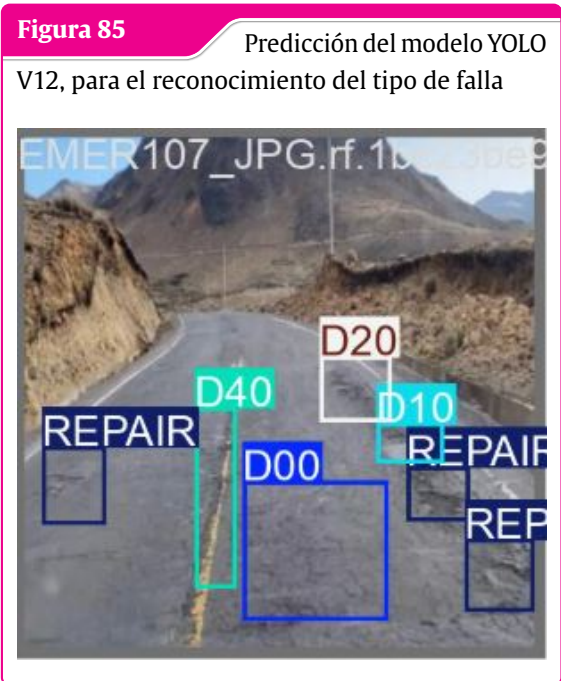 Figura 85
Predicción del modelo YOLO
V12, para el reconocimiento del tipo de falla
EMER107_JPG.rf.1b
D20
D40
D10
REPAIR
REPAIR
D00
REP